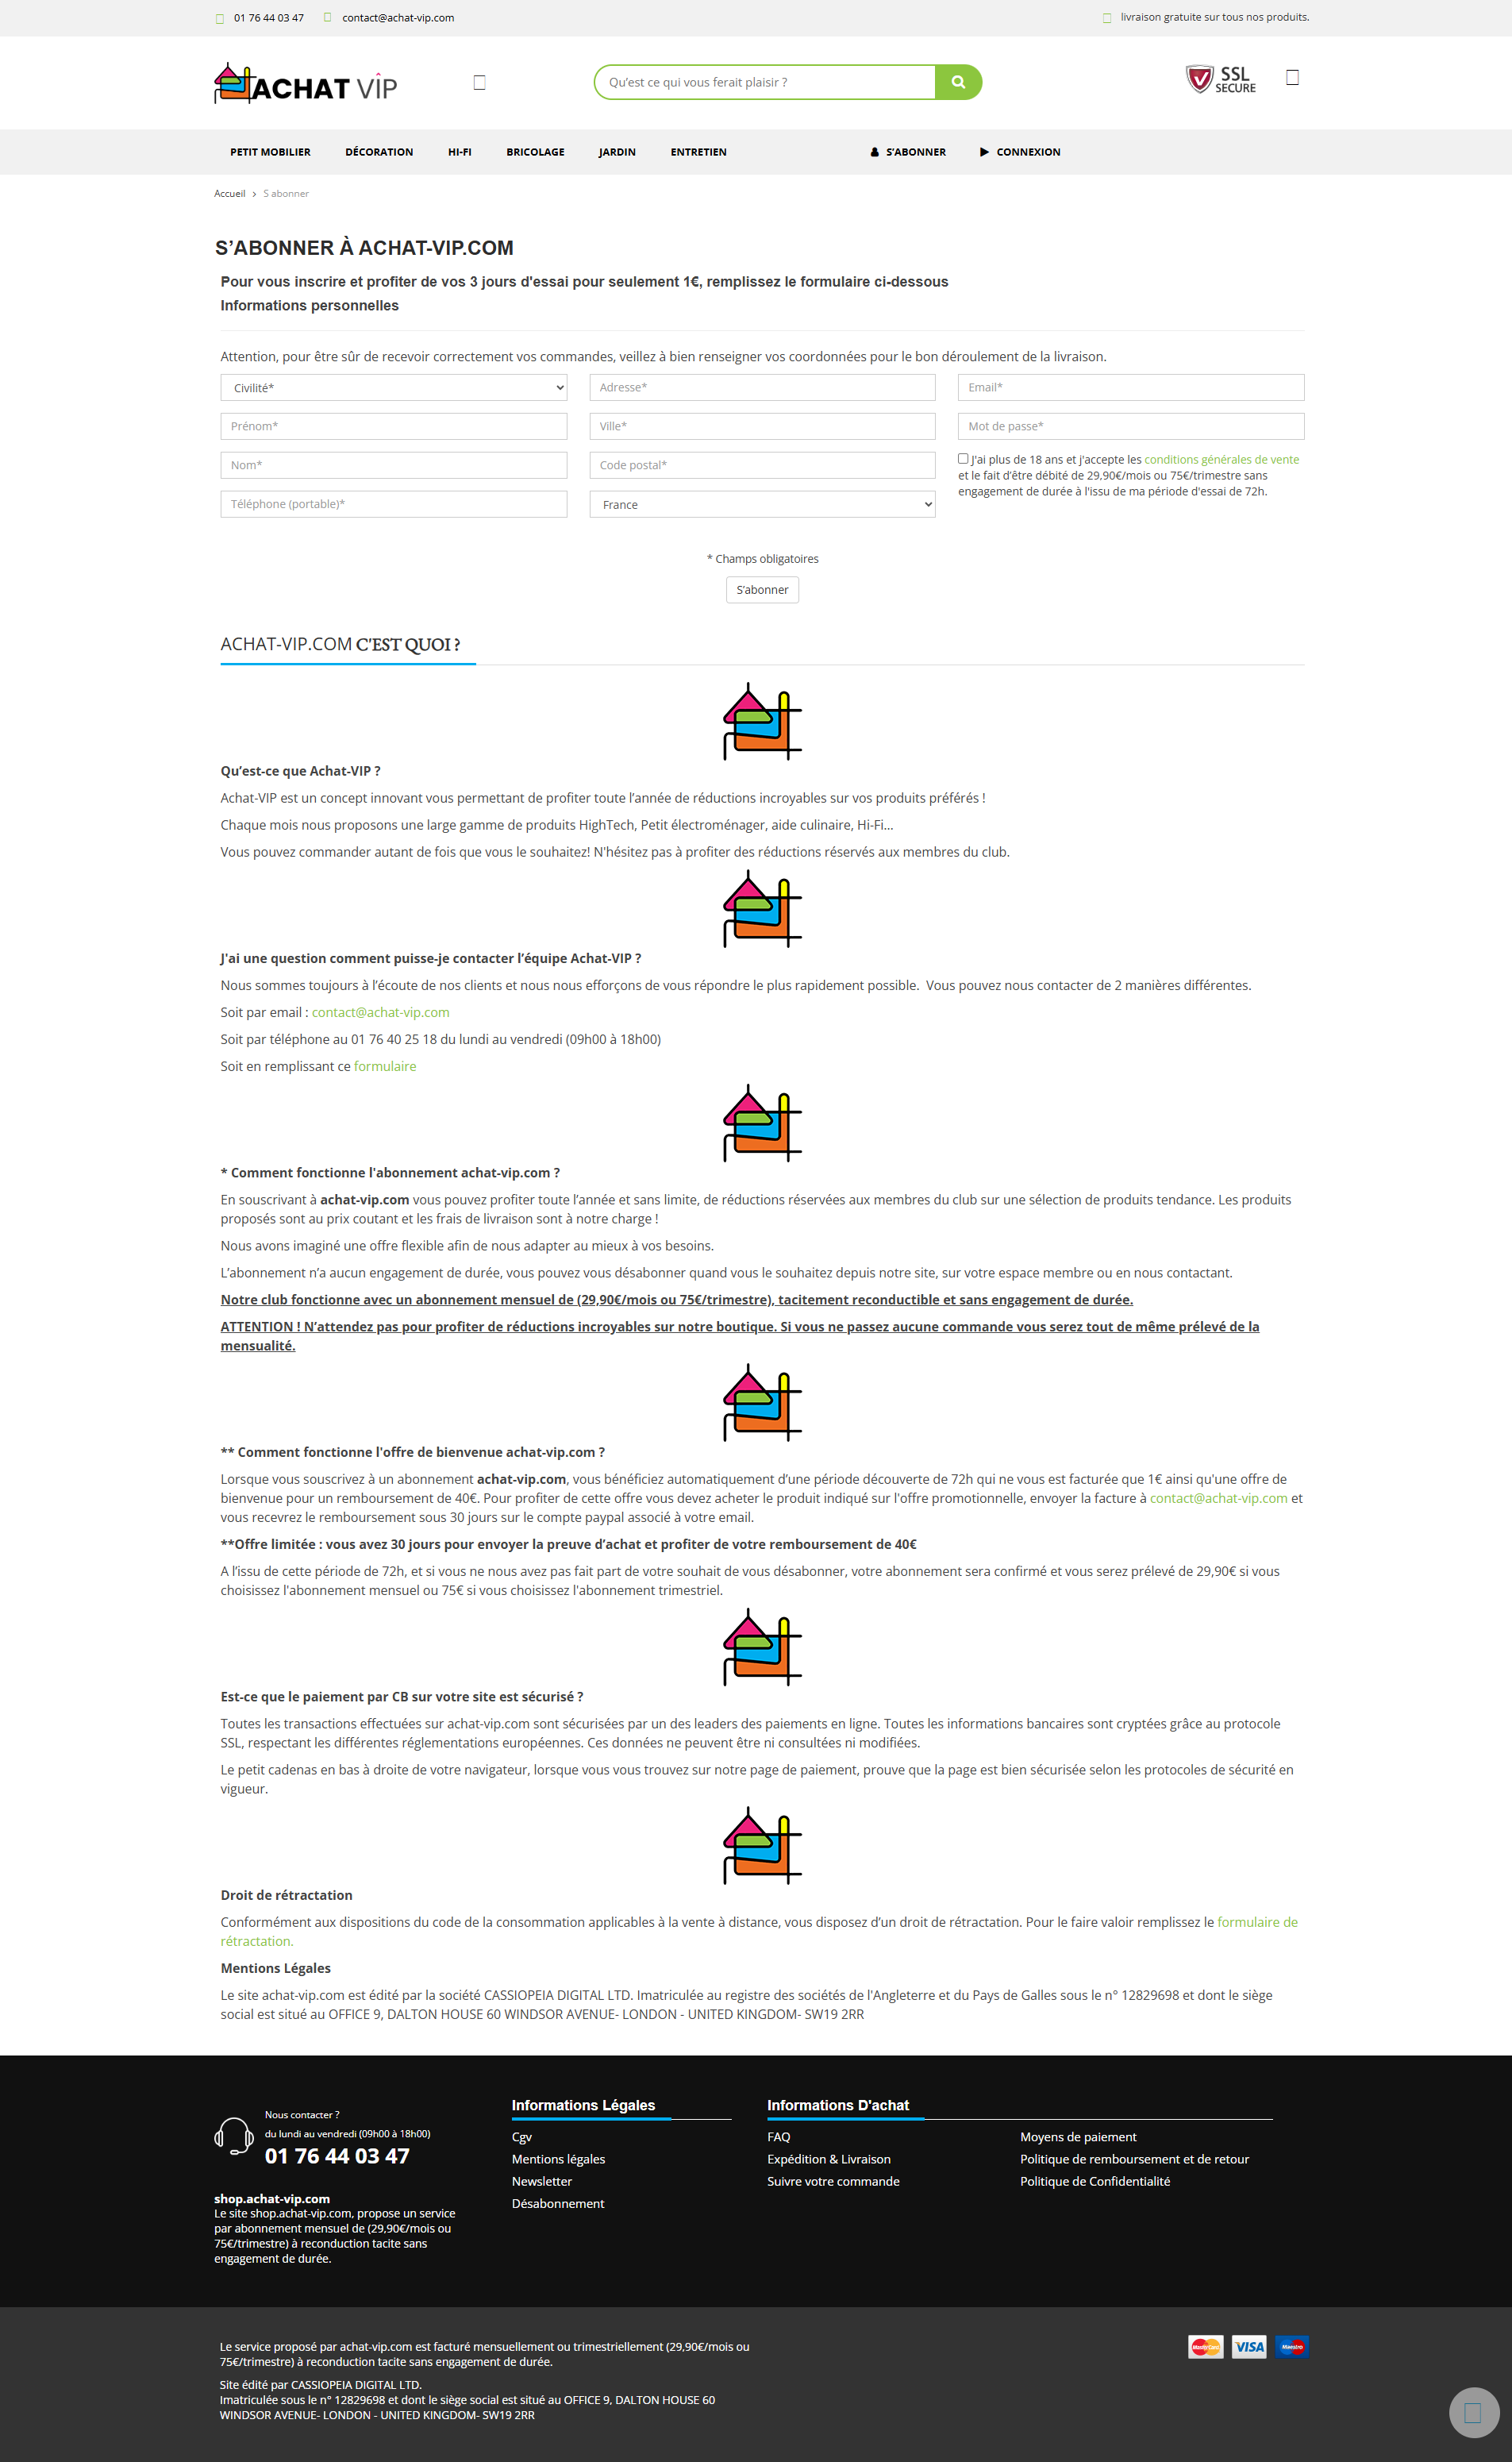 01 76 44 03 47 contact@achat-vip.com livraison gratuite sur tous nos produits.
ACHAT VIP
Qu’est ce qui vous ferait plaisir ?
SSL
SECURE
PETIT MOBILIER DÉCORATION HI-FI BRICOLAGE JARDIN ENTRETIEN S'ABONNER CONNEXION
Accueil > S abonner
S’ABONNER À ACHAT-VIP.COM
Pour vous inscrire et profiter de vos 3 jours d'essai pour seulement 1€, remplissez le formulaire ci-dessous
Informations personnelles
Attention, pour être sûr de recevoir correctement vos commandes, veillez à bien renseigner vos coordonnées pour le bon déroulement de la livraison.
Civilité* Adresse* Email*
Prénom* Ville* Mot de passe*
Nom* Code postal*
Téléphone (portable)* France
J'ai plus de 18 ans et j'accepte les conditions générales de vente
et le fait d’être débité de 29,90€/mois ou 75€/trimestre sans
engagement de durée à l'issu de ma période d'essai de 72h.
* Champs obligatoires
S'abonner
ACHAT-VIP.COM C'EST QUOI ?
Qu’est-ce que Achat-VIP ?
Achat-VIP est un concept innovant vous permettant de profiter toute l’année de réductions incroyables sur vos produits préférés !
Chaque mois nous proposons une large gamme de produits HighTech, Petit électroménager, aide culinaire, Hi-Fi...
Vous pouvez commander autant de fois que vous le souhaitez! N'hésitez pas à profiter des réductions réservés aux membres du club.
J'ai une question comment puisse-je contacter l’équipe Achat-VIP ?
Nous sommes toujours à l’écoute de nos clients et nous nous efforçons de vous répondre le plus rapidement possible.  Vous pouvez nous contacter de 2 manières différentes.
Soit par email : contact@achat-vip.com
Soit par téléphone au 01 76 40 25 18 du lundi au vendredi (09h00 à 18h00)
Soit en remplissant ce formulaire
* Comment fonctionne l'abonnement achat-vip.com ?
En souscrivant à achat-vip.com vous pouvez profiter toute l’année et sans limite, de réductions réservées aux membres du club sur une sélection de produits tendance. Les produits
proposés sont au prix coutant et les frais de livraison sont à notre charge !
Nous avons imaginé une offre flexible afin de nous adapter au mieux à vos besoins.
L’abonnement n’a aucun engagement de durée, vous pouvez vous désabonner quand vous le souhaitez depuis notre site, sur votre espace membre ou en nous contactant.
Notre club fonctionne avec un abonnement mensuel de (29,90€/mois ou 75€/trimestre), tacitement reconductible et sans engagement de durée.
ATTENTION ! N’attendez pas pour profiter de réductions incroyables sur notre boutique. Si vous ne passez aucune commande vous serez tout de même prélevé de la
mensualité.
** Comment fonctionne l'offre de bienvenue achat-vip.com ?
Lorsque vous souscrivez à un abonnement achat-vip.com, vous bénéficiez automatiquement d’une période découverte de 72h qui ne vous est facturée que 1€ ainsi qu'une offre de
bienvenue pour un remboursement de 40€. Pour profiter de cette offre vous devez acheter le produit indiqué sur l'offre promotionnelle, envoyer la facture à contact@achat-vip.com et
vous recevrez le remboursement sous 30 jours sur le compte paypal associé à votre email.
**Offre limitée : vous avez 30 jours pour envoyer la preuve d’achat et profiter de votre remboursement de 40€
A l’issu de cette période de 72h, et si vous ne nous avez pas fait part de votre souhait de vous désabonner, votre abonnement sera confirmé et vous serez prélevé de 29,90€ si vous
choisissez l'abonnement mensuel ou 75€ si vous choisissez l'abonnement trimestriel.
Est-ce que le paiement par CB sur votre site est sécurisé ?
Toutes les transactions effectuées sur achat-vip.com sont sécurisées par un des leaders des paiements en ligne. Toutes les informations bancaires sont cryptées grâce au protocole
SSL, respectant les différentes réglementations européennes. Ces données ne peuvent être ni consultées ni modifiées.
Le petit cadenas en bas à droite de votre navigateur, lorsque vous vous trouvez sur notre page de paiement, prouve que la page est bien sécurisée selon les protocoles de sécurité en
vigueur.
Droit de rétractation
Conformément aux dispositions du code de la consommation applicables à la vente à distance, vous disposez d’un droit de rétractation. Pour le faire valoir remplissez le formulaire de
rétractation.
Mentions Légales
Le site achat-vip.com est édité par la société CASSIOPEIA DIGITAL LTD. Imatriculée au registre des sociétés de l'Angleterre et du Pays de Galles sous le n° 12829698 et dont le siège
social est situé au OFFICE 9, DALTON HOUSE 60 WINDSOR AVENUE- LONDON - UNITED KINGDOM- SW19 2RR
Nous contacter ?
du lundi au vendredi (09h00 à 18h00)
01 76 44 03 47
shop.achat-vip.com
Le site shop.achat-vip.com, propose un service
par abonnement mensuel de (29,90€/mois ou
75€/trimestre) à reconduction tacite sans
engagement de durée.
Informations Légales
Cgv
Mentions légales
Newsletter
Désabonnement
Informations D'achat
FAQ
Expédition & Livraison
Suivre votre commande
Moyens de paiement
Politique de remboursement et de retour
Politique de Confidentialité
Le service proposé par achat-vip.com est facturé mensuellement ou trimestriellement (29,90€/mois ou
75€/trimestre) à reconduction tacite sans engagement de durée.
Site édité par CASSIOPEIA DIGITAL LTD.
Imatriculée sous le n° 12829698 et dont le siège social est situé au OFFICE 9, DALTON HOUSE 60
WINDSOR AVENUE- LONDON - UNITED KINGDOM- SW19 2RR
MasterCard VISA Maestro